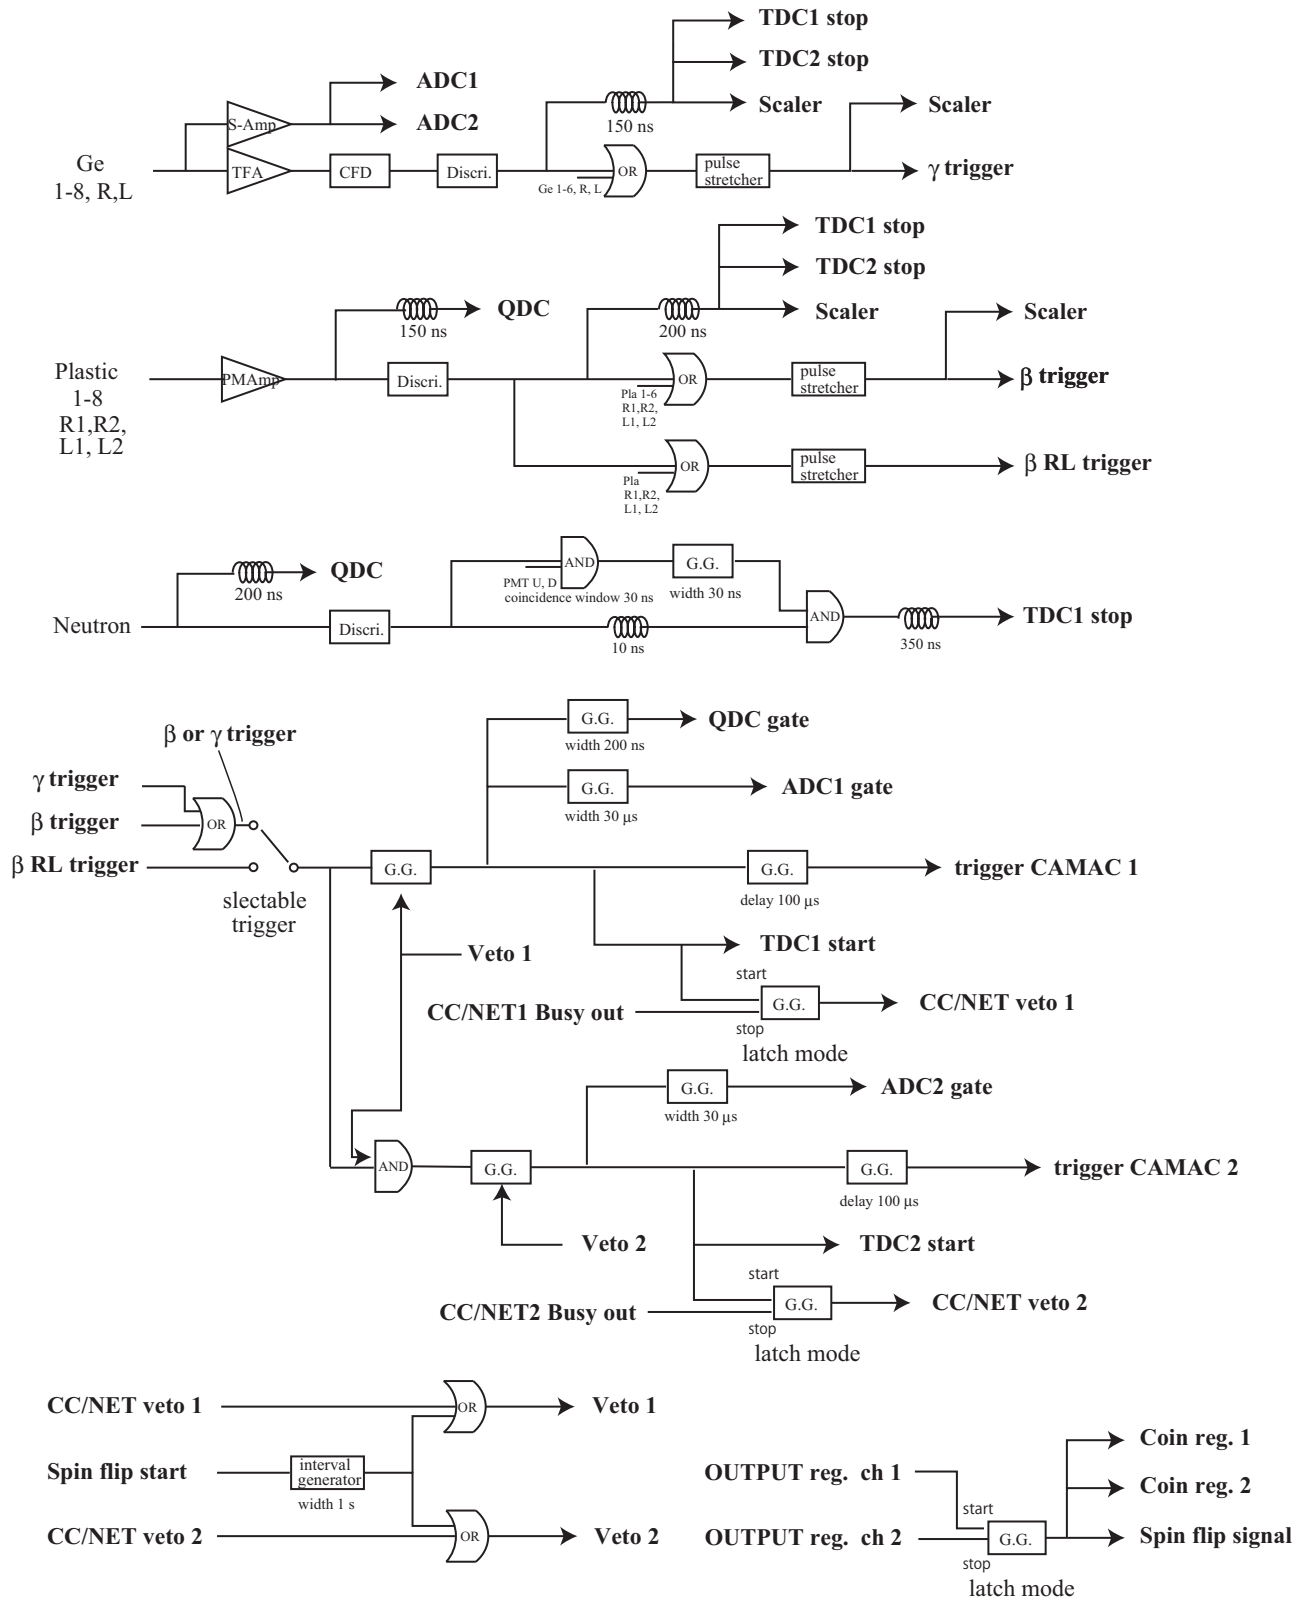 TDC1 stop
TDC2 stop
ADC1
S-Amp
ADC2
150 ns
Scaler
Scaler
Ge
1-8, R,L
TFA
CFD
Discri.
Ge 1-6, R, L
OR
pulse
stretcher
γ trigger
TDC1 stop
TDC2 stop
150 ns
QDC
200 ns
Scaler
Scaler
Plastic
1-8
R1,R2,
L1, L2
PMAmp
Discri.
Pla 1-6
R1,R2,
L1, L2
OR
pulse
stretcher
β trigger
Pla
R1,R2,
L1, L2
OR
pulse
stretcher
β RL trigger
200 ns
QDC
PMT U, D
coincidence window 30 ns
AND
G.G.
width 30 ns
Neutron
Discri.
10 ns
AND
350 ns
TDC1 stop
β or γ trigger
G.G.
width 200 ns
QDC gate
γ trigger
G.G.
width 30 μs
ADC1 gate
β trigger
OR
β RL trigger
slectable
trigger
G.G.
G.G.
delay 100 μs
trigger CAMAC 1
Veto 1
TDC1 start
start
CC/NET1 Busy out
G.G.
stop
latch mode
CC/NET veto 1
G.G.
width 30 μs
ADC2 gate
AND
G.G.
G.G.
delay 100 μs
trigger CAMAC 2
Veto 2
TDC2 start
start
CC/NET2 Busy out
G.G.
stop
latch mode
CC/NET veto 2
CC/NET veto 1
OR
Veto 1
Spin flip start
interval
generator
width 1 s
CC/NET veto 2
OR
Veto 2
OUTPUT reg. ch 1
start
OUTPUT reg. ch 2
stop
G.G.
latch mode
Coin reg. 1
Coin reg. 2
Spin flip signal